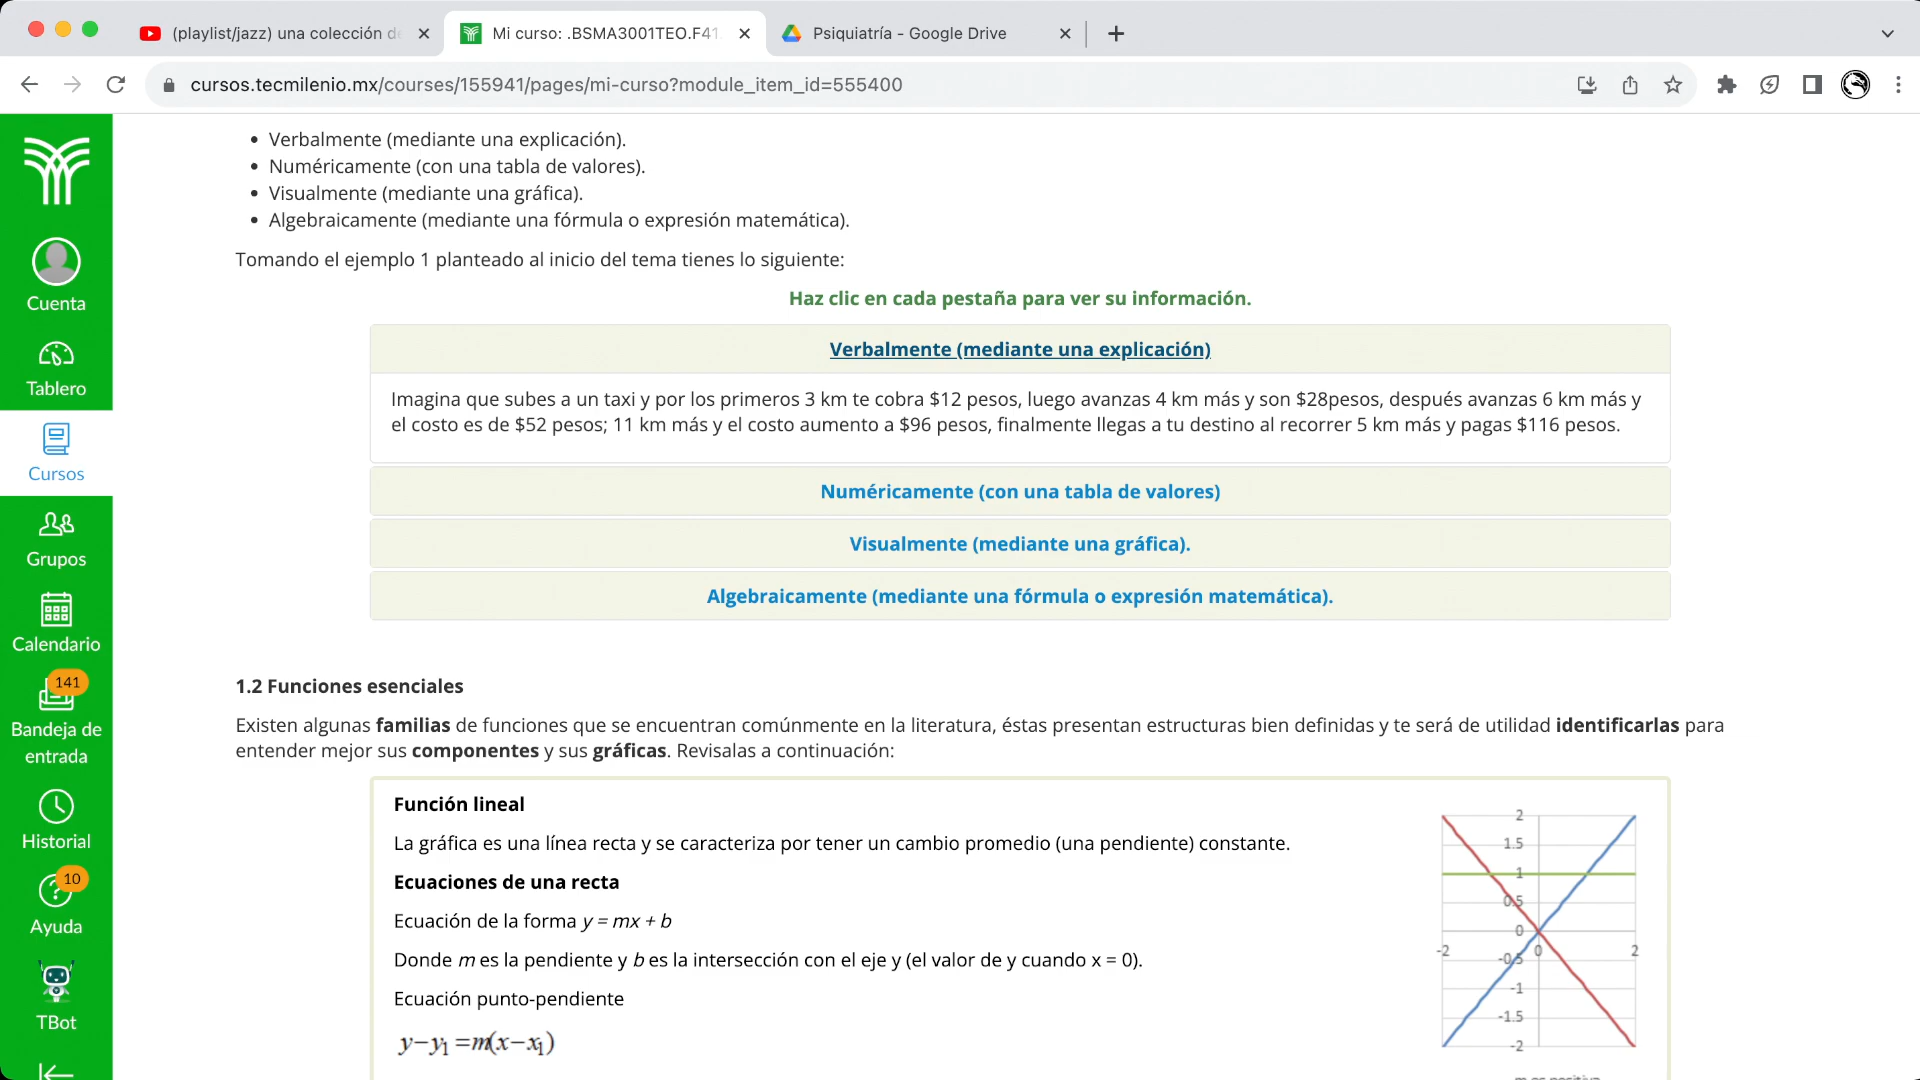 (playlist/jazz) una colección de
Mi curso: .BSMA3001TEO.F41.
Psiquiatría - Google Drive
cursos.tecmilenio.mx/courses/155941/pages/mi-curso?module_item_id=555400
Cuenta
Tablero
Cursos
Grupos
Calendario
141
Bandeja de
entrada
Historial
10
Ayuda
TBot
• Verbalmente (mediante una explicación).
• Numéricamente (con una tabla de valores).
• Visualmente (mediante una gráfica).
• Algebraicamente (mediante una fórmula o expresión matemática).
Tomando el ejemplo 1 planteado al inicio del tema tienes lo siguiente:
Haz clic en cada pestaña para ver su información.
Verbalmente (mediante una explicación)
Imagina que subes a un taxi y por los primeros 3 km te cobra $12 pesos, luego avanzas 4 km más y son $28pesos, después avanzas 6 km más y
el costo es de $52 pesos; 11 km más y el costo aumento a $96 pesos, finalmente llegas a tu destino al recorrer 5 km más y pagas $116 pesos.
Numéricamente (con una tabla de valores)
Visualmente (mediante una gráfica).
Algebraicamente (mediante una fórmula o expresión matemática).
1.2 Funciones esenciales
Existen algunas familias de funciones que se encuentran comúnmente en la literatura, éstas presentan estructuras bien definidas y te será de utilidad identificarlas para
entender mejor sus componentes y sus gráficas. Revisalas a continuación:
Función lineal
La gráfica es una línea recta y se caracteriza por tener un cambio promedio (una pendiente) constante.
Ecuaciones de una recta
Ecuación de la forma y = mx + b
Donde m es la pendiente y b es la intersección con el eje y (el valor de y cuando x = 0).
Ecuación punto-pendiente
y−y₁=m(x−x₁)
2
1.5
1
0.5
0
-2 0 2
-0.5
-1
-1.5
-2